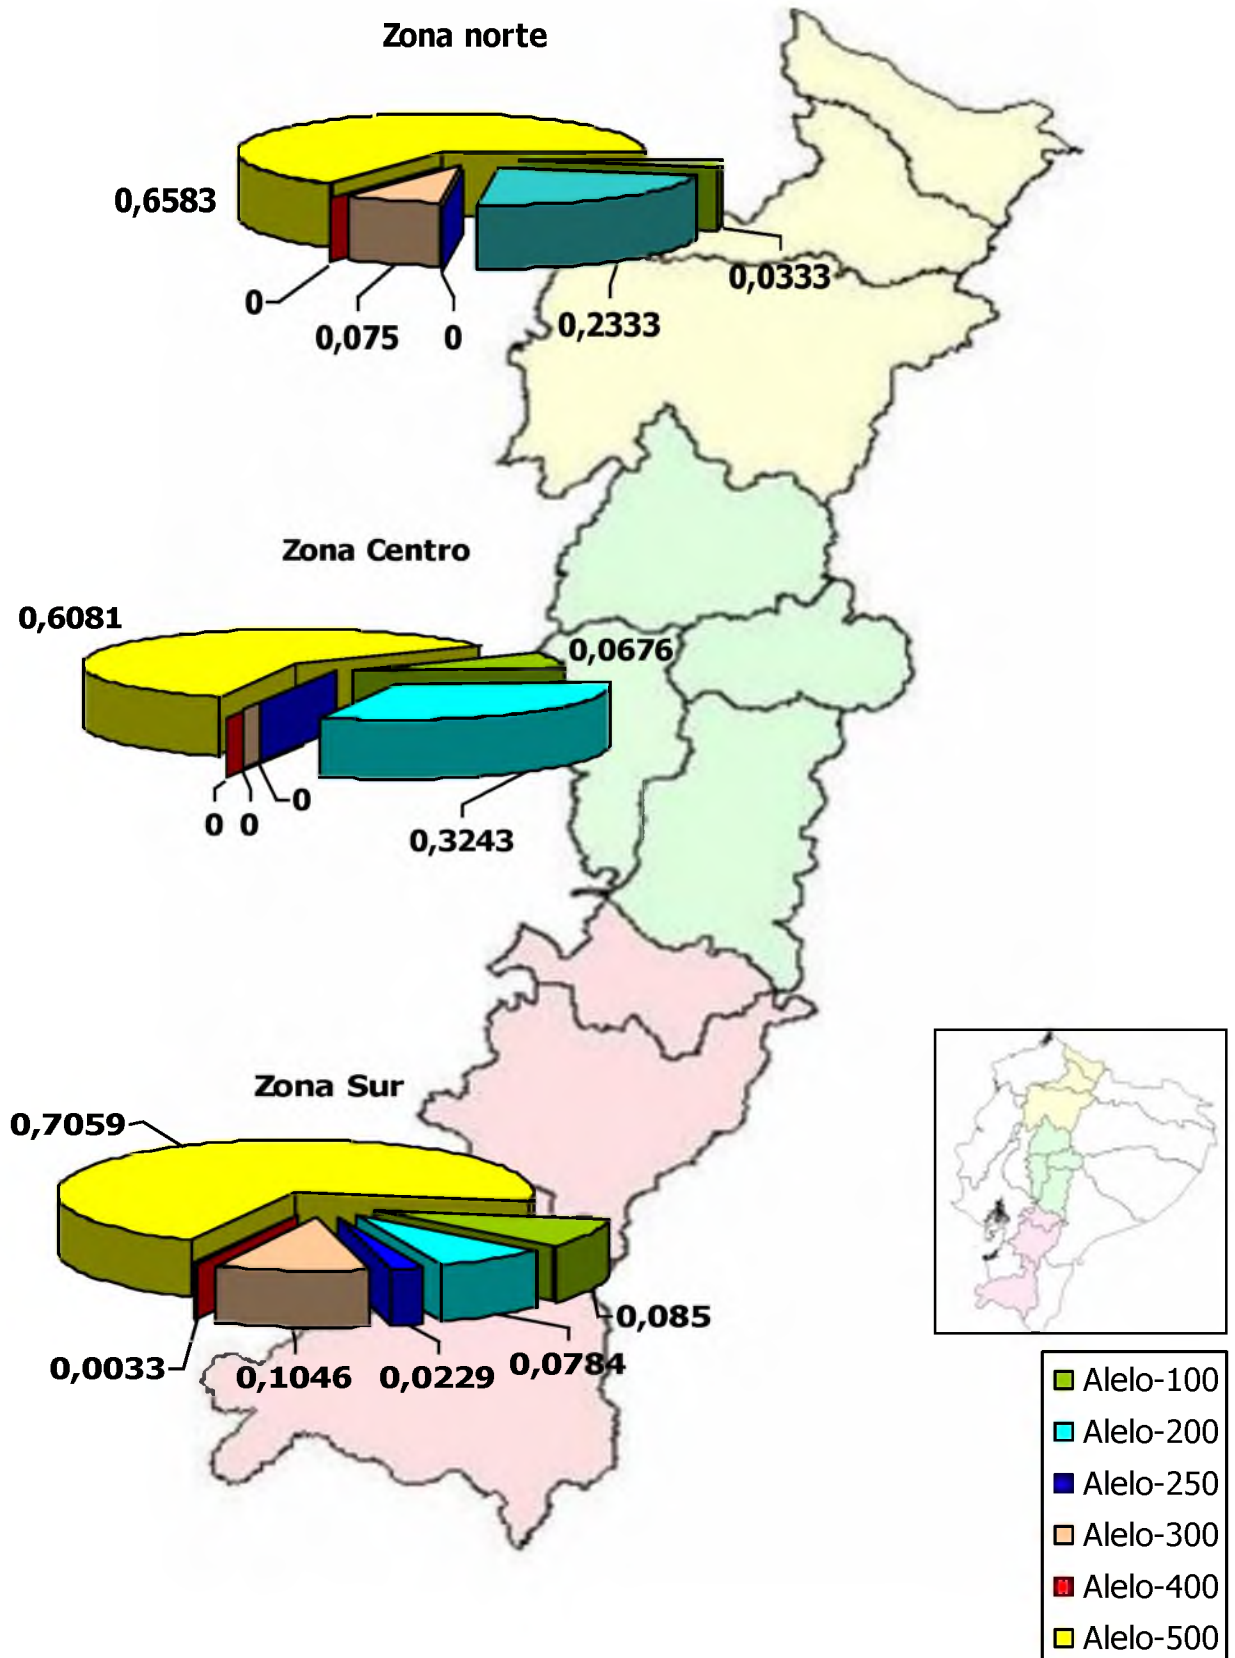 Zona norte
0,6583
0
0,075
0
0,2333
0,0333
Zona Centro
0,6081
0,0676
0
0
0
0,3243
Zona Sur
0,7059
0,0033
0,1046
0,0229
0,0784
0,085
Alelo-100
Alelo-200
Alelo-250
Alelo-300
Alelo-400
Alelo-500